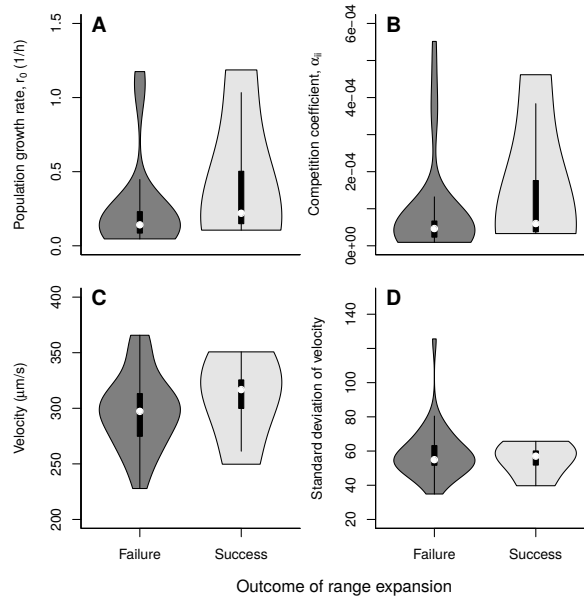 A
Population growth rate, r₀ (1/h)
1.5
1.0
0.5
0.0
B
Competition coefficient, αᵢᵢ
6e−04
4e−04
2e−04
0e+00
C
Velocity (μm/s)
400
350
300
250
200
Failure
Success
D
Standard deviation of velocity
140
100
80
60
40
20
Failure
Success
Outcome of range expansion